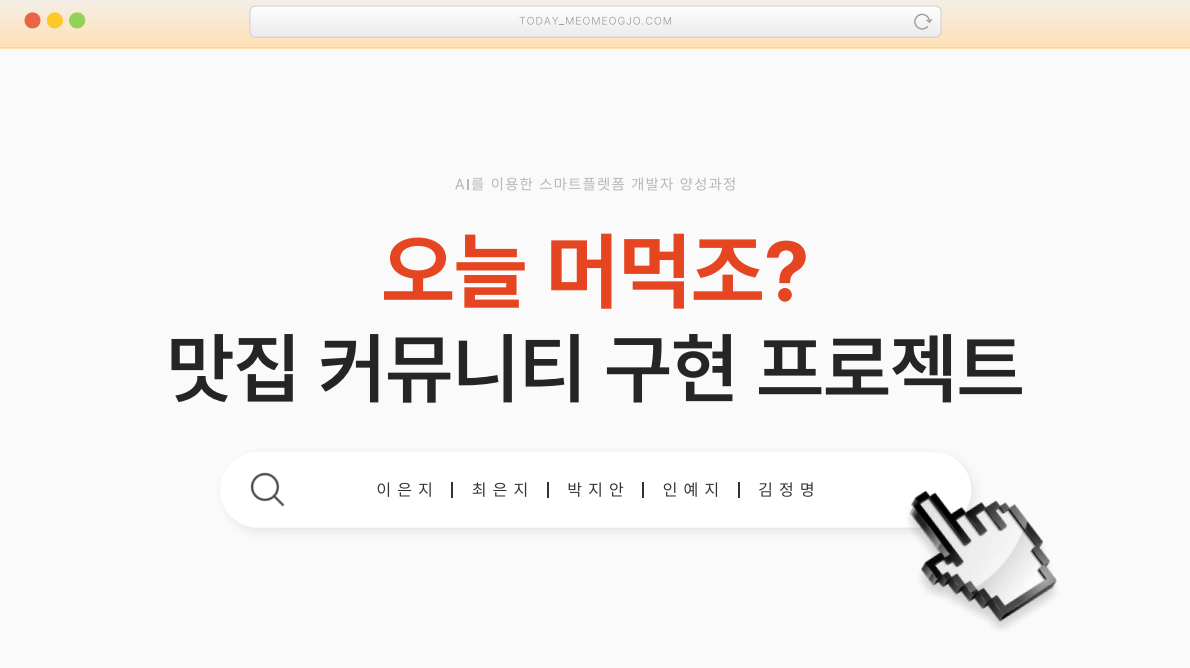 TODAY_MEOMEOGJO.COM
AI를 이용한 스마트플렛폼 개발자 양성과정
오늘 머먹조?
맛집 커뮤니티 구현 프로젝트
이은지 | 최은지 | 박지안 | 인예지 | 김정명